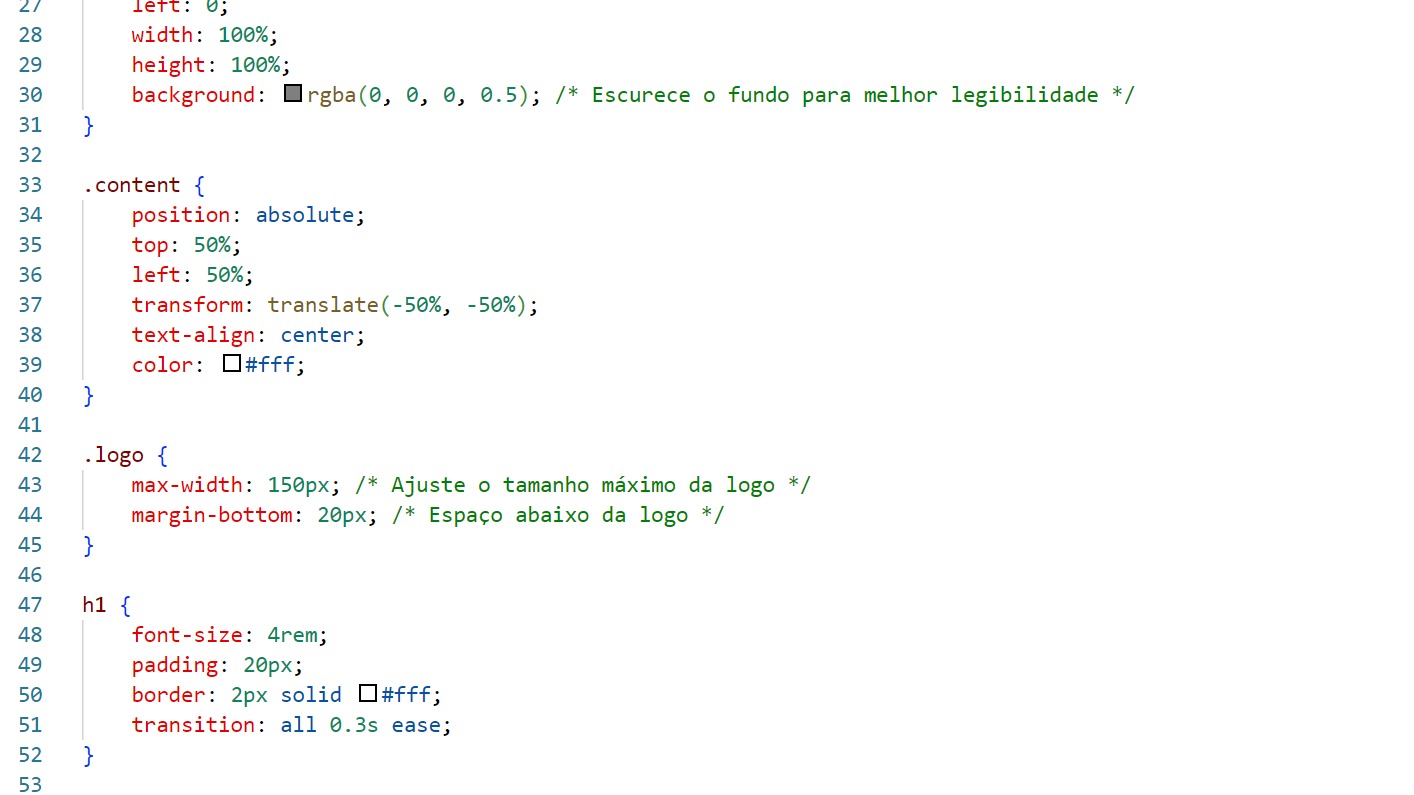 27 left: 0;
28 width: 100%;
29 height: 100%;
30 background: rgba(0, 0, 0, 0.5); /* Escurece o fundo para melhor legibilidade */
31 }
32
33 .content {
34 position: absolute;
35 top: 50%;
36 left: 50%;
37 transform: translate(-50%, -50%);
38 text-align: center;
39 color: #fff;
40 }
41
42 .logo {
43 max-width: 150px; /* Ajuste o tamanho máximo da logo */
44 margin-bottom: 20px; /* Espaço abaixo da logo */
45 }
46
47 h1 {
48 font-size: 4rem;
49 padding: 20px;
50 border: 2px solid #fff;
51 transition: all 0.3s ease;
52 }
53